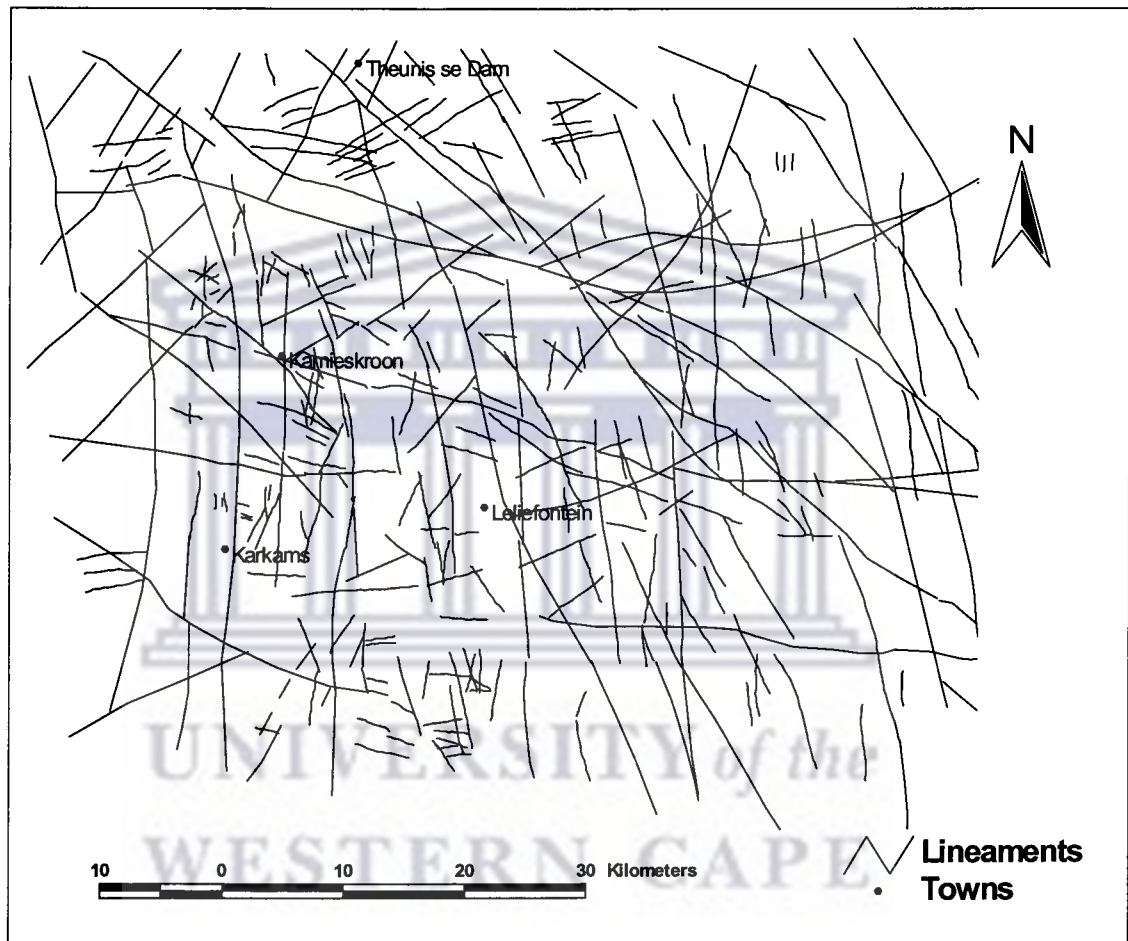 Theunis se Dam
N
Kamieskroon
Leliefontein
Karkams
UNIVERSITY of the
WESTERN CAPE
10 0 10 20 30 Kilometers
Lineaments
Towns